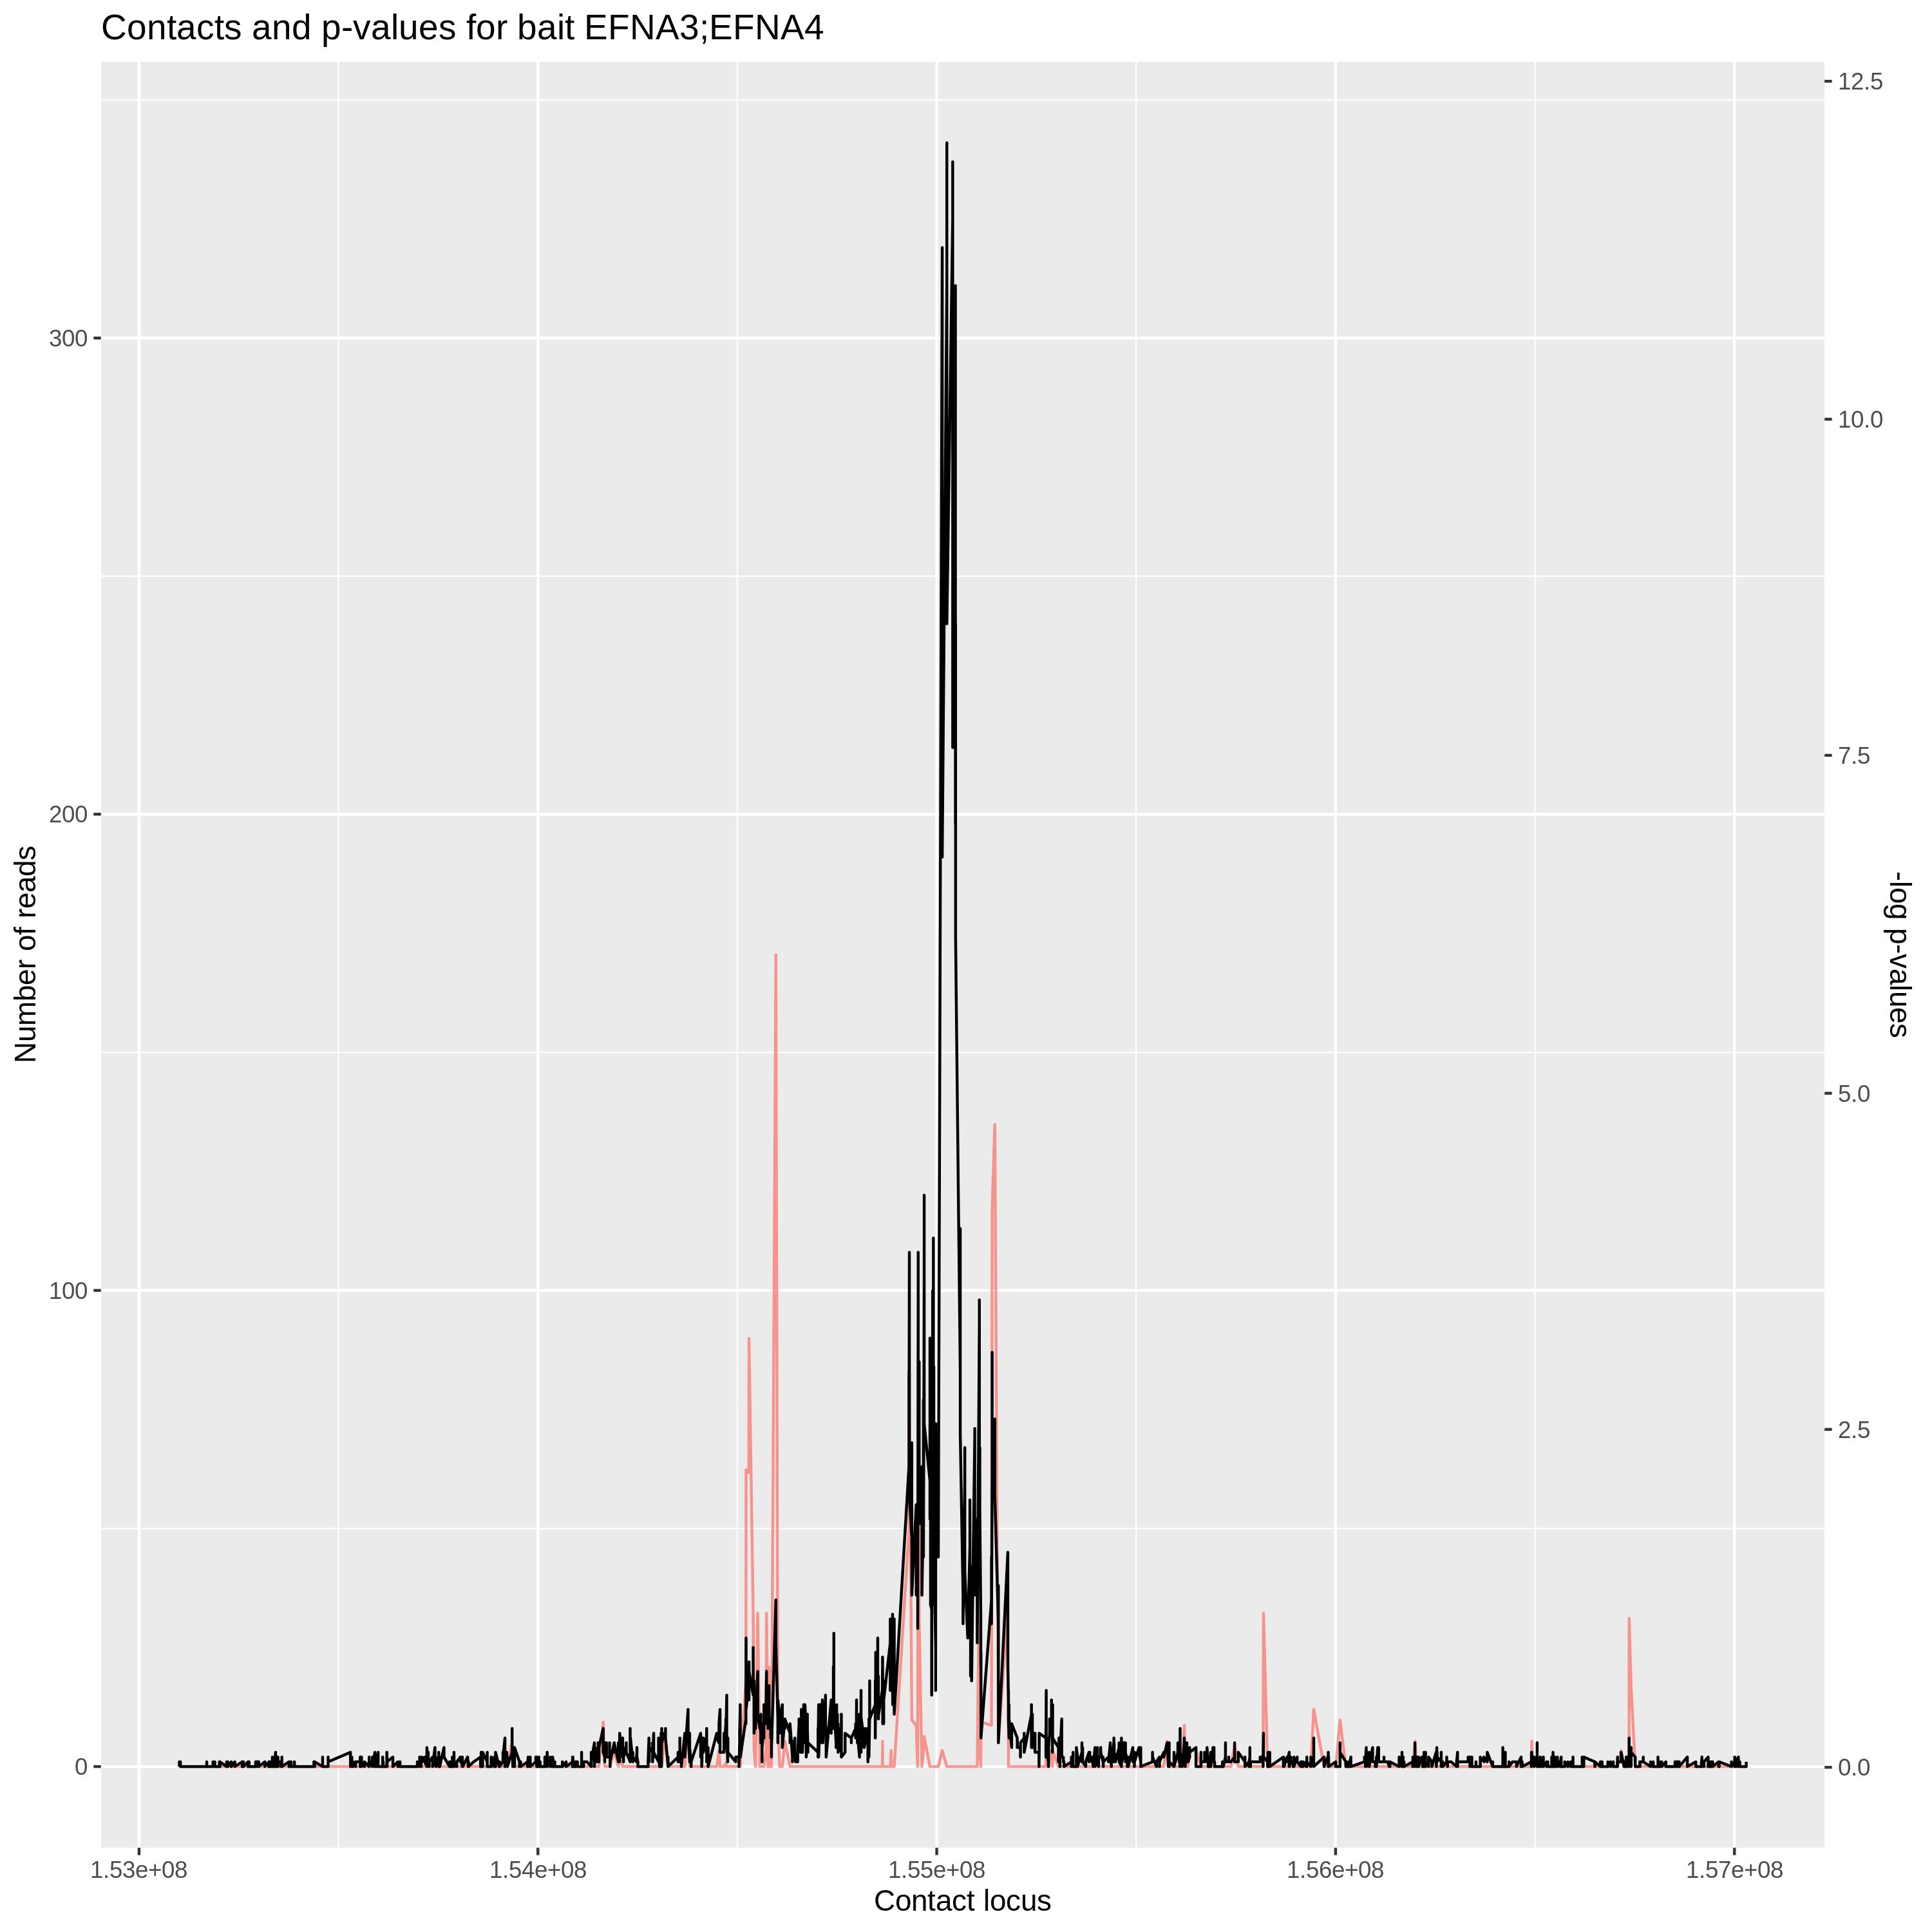 Contacts and p-values for bait EFNA3;EFNA4
12.5
300
10.0
7.5
200
Number of reads
-log p-values
5.0
100
2.5
0
0.0
1.53e+08
1.54e+08
1.55e+08
1.56e+08
1.57e+08
Contact locus